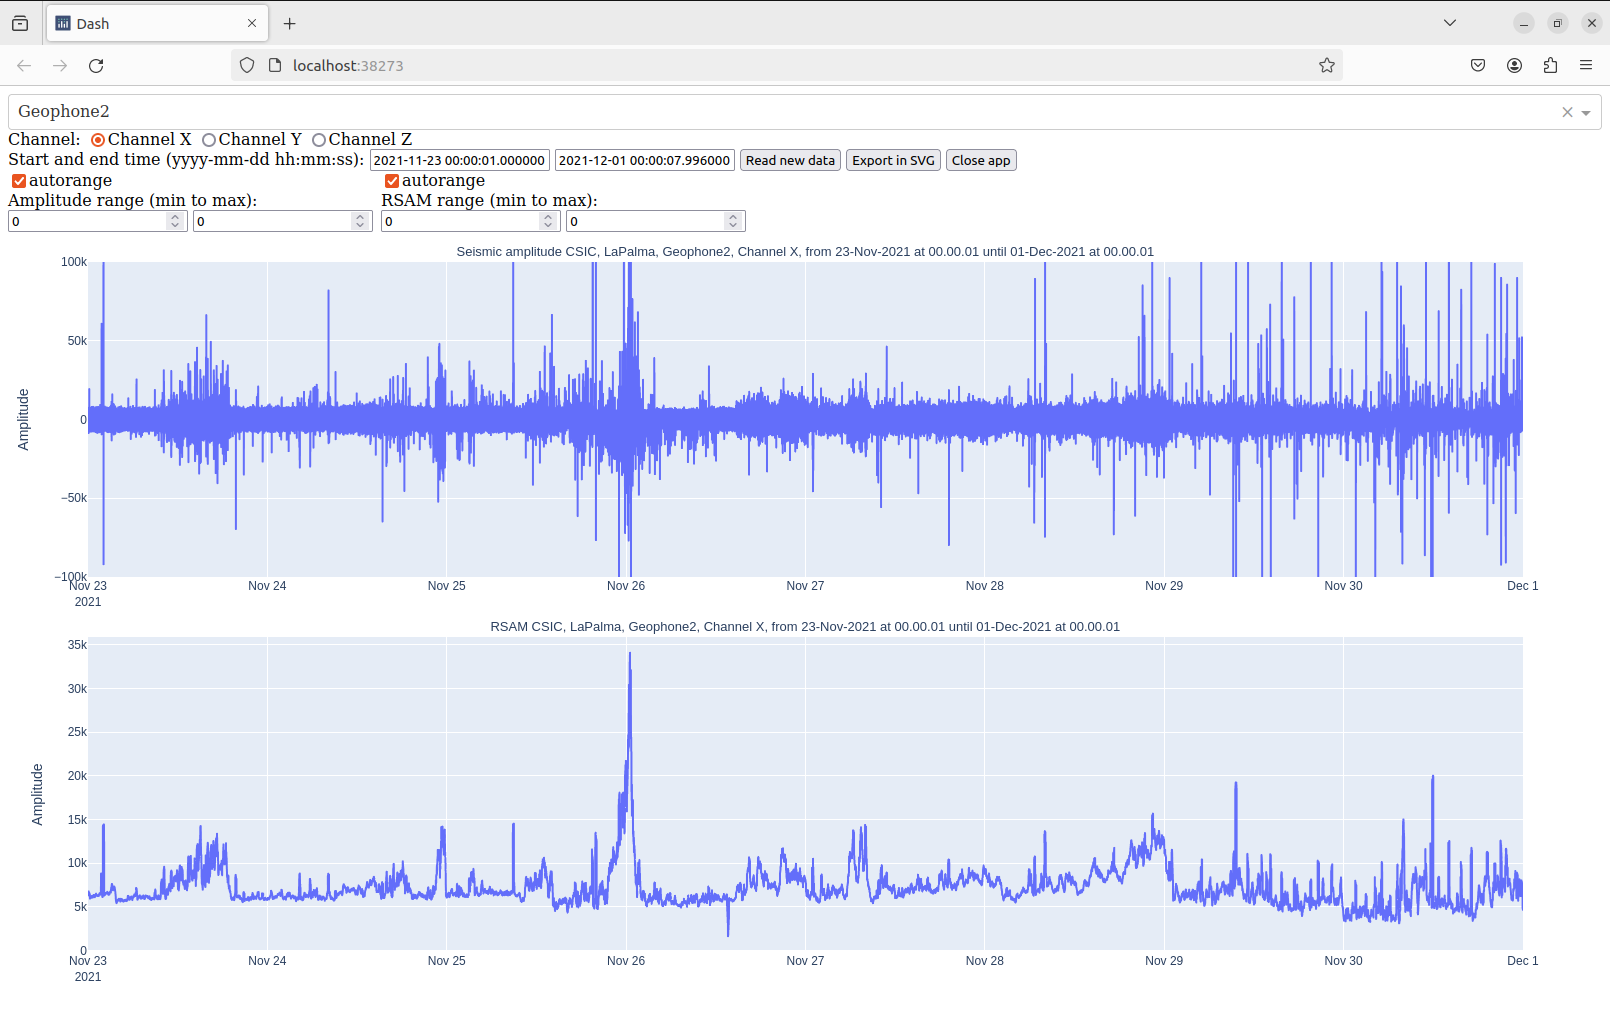 Dash
localhost:38273
Geophone2
Channel: Channel X Channel Y Channel Z
Start and end time (yyyy-mm-dd hh:mm:ss): 2021-11-23 00:00:01.000000 2021-12-01 00:00:07.996000 Read new data Export in SVG Close app
autorange autorange
Amplitude range (min to max): RSAM range (min to max):
0 0 0 0
Seismic amplitude CSIC, LaPalma, Geophone2, Channel X, from 23-Nov-2021 at 00.00.01 until 01-Dec-2021 at 00.00.01
100k
50k
0
−50k
−100k
Amplitude
Nov 23 Nov 24 Nov 25 Nov 26 Nov 27 Nov 28 Nov 29 Nov 30 Dec 1
2021
RSAM CSIC, LaPalma, Geophone2, Channel X, from 23-Nov-2021 at 00.00.01 until 01-Dec-2021 at 00.00.01
35k
30k
25k
20k
15k
10k
5k
0
Amplitude
Nov 23 Nov 24 Nov 25 Nov 26 Nov 27 Nov 28 Nov 29 Nov 30 Dec 1
2021